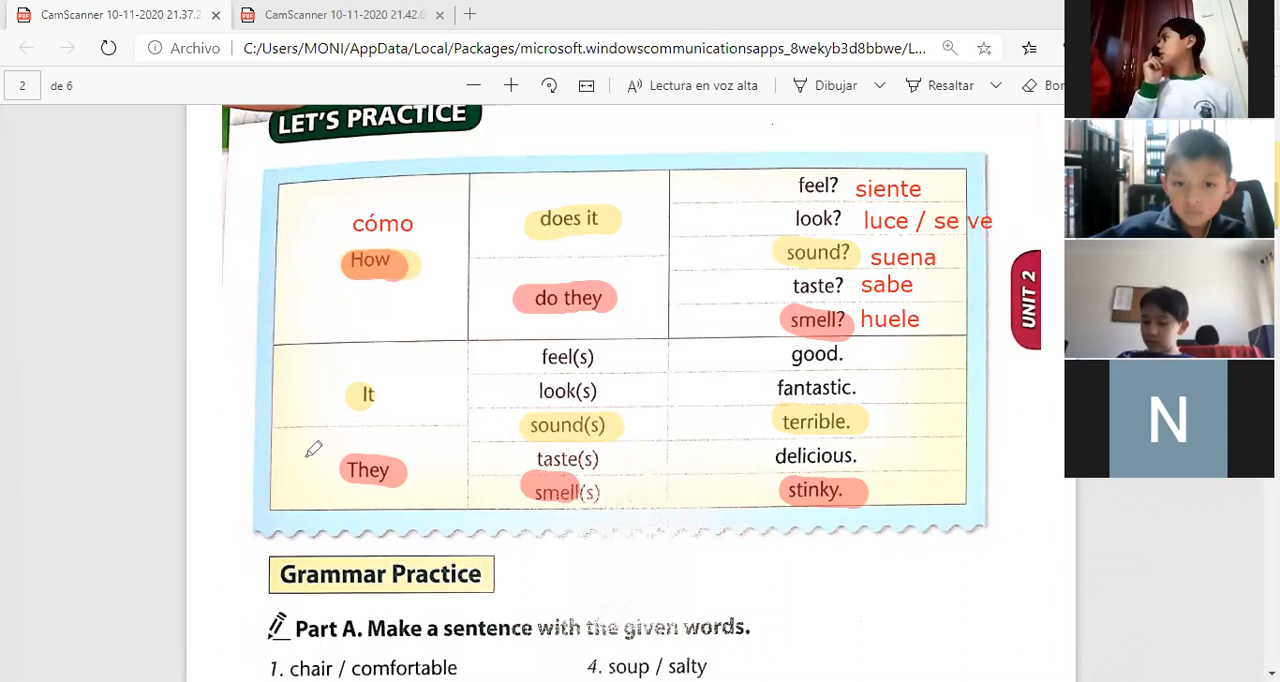 CamScanner 10-11-2020 21.37.2
CamScanner 10-11-2020 21.42.0
Archivo
C:/Users/MONI/AppData/Local/Packages/microsoft.windowscommunicationsapps_8wekyb3d8bbwe/L...
2 de 6
Lectura en voz alta
Dibujar
Resaltar
Bor
LET'S PRACTICE
cómo
How
does it
do they
feel? siente
look? luce / se ve
sound? suena
taste? sabe
smell? huele
It
They
feel(s)
look(s)
sound(s)
taste(s)
smell(s)
good.
fantastic.
terrible.
delicious.
stinky.
UNIT 2
Grammar Practice
Part A. Make a sentence with the given words.
1. chair / comfortable
4. soup / salty
N